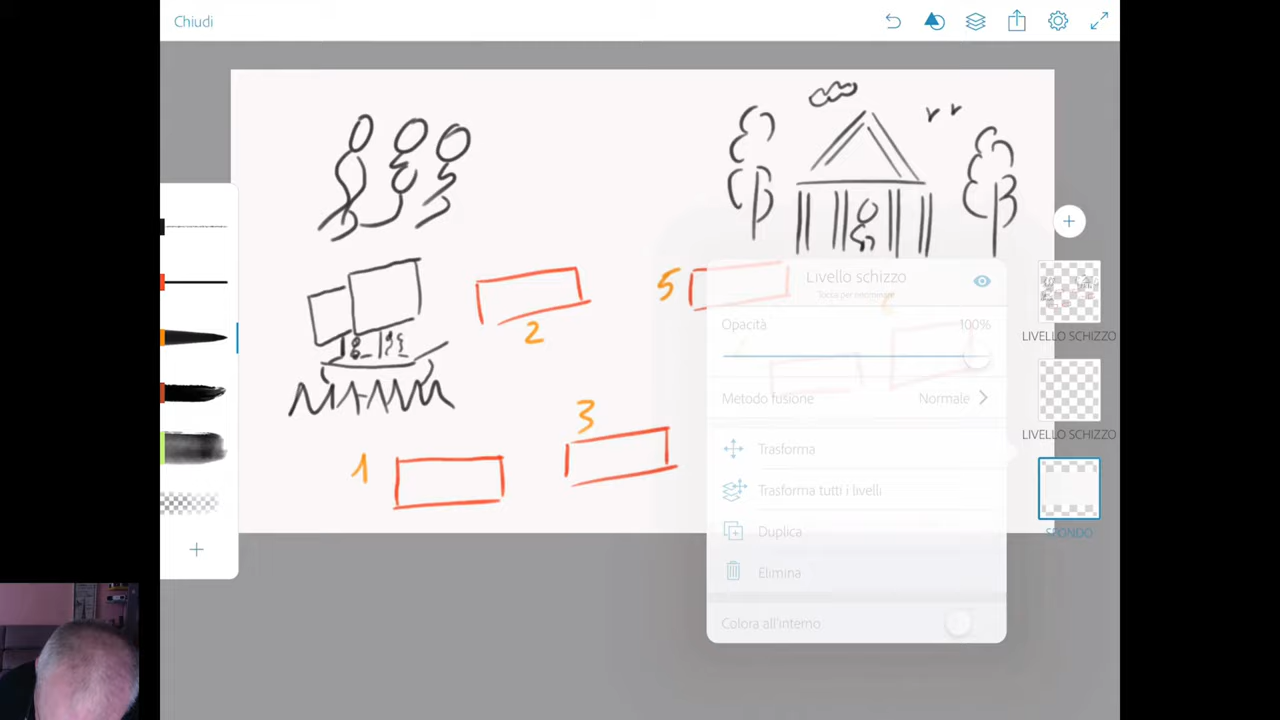 Chiudi
5
2
3
1
Livello schizzo
Opacità 100%
Metodo fusione Normale
Trasforma
Trasforma tutti i livelli
Duplica
Elimina
Colora all'interno
LIVELLO SCHIZZO
LIVELLO SCHIZZO
SFONDO